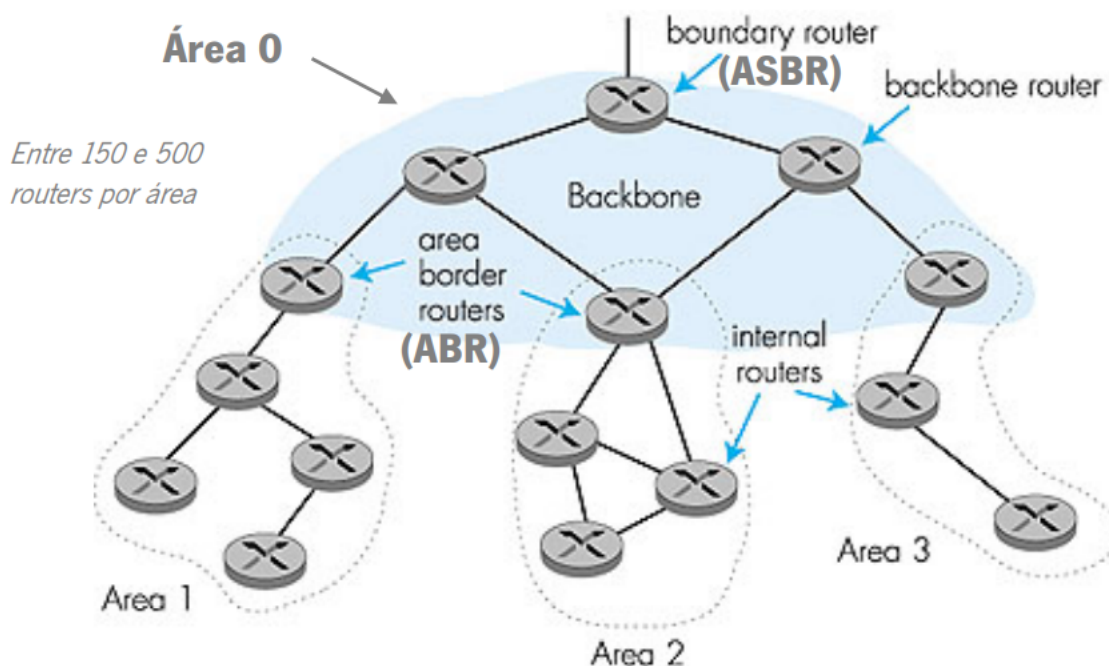 Área 0
boundary router
(ASBR)
backbone router
Entre 150 e 500
routers por área
Backbone
area
border
routers
(ABR)
internal
routers
Area 1
Area 2
Area 3